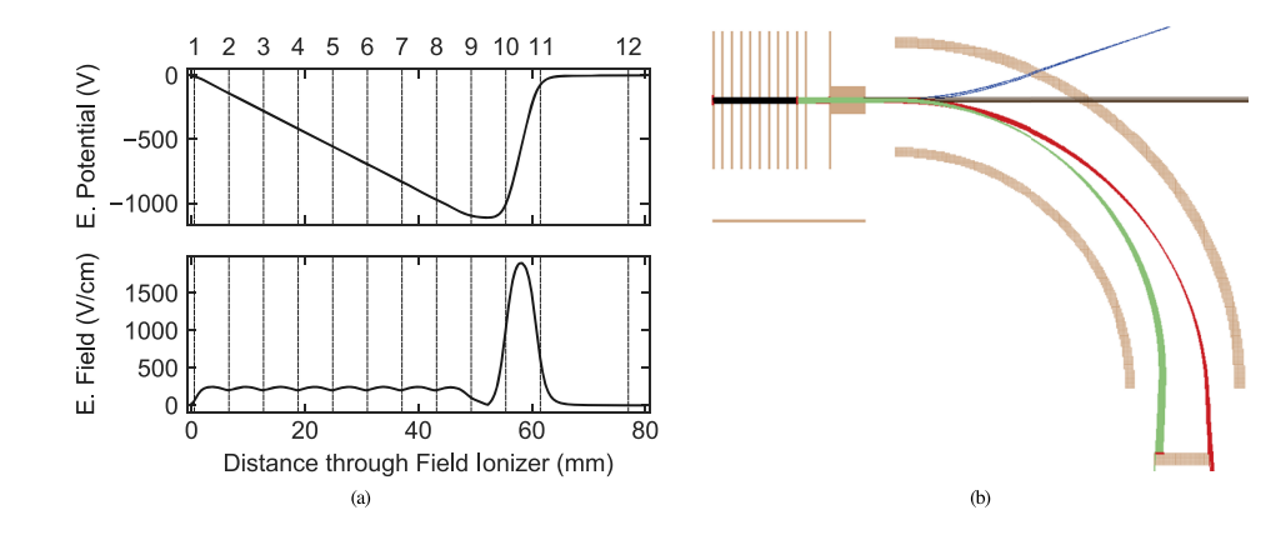 1 2 3 4 5 6 7 8 9 10 11 12
E. Potential (V)
0
−500
−1000
E. Field (V/cm)
1500
1000
500
0
0 20 40 60 80
Distance through Field Ionizer (mm)
(a)
(b)